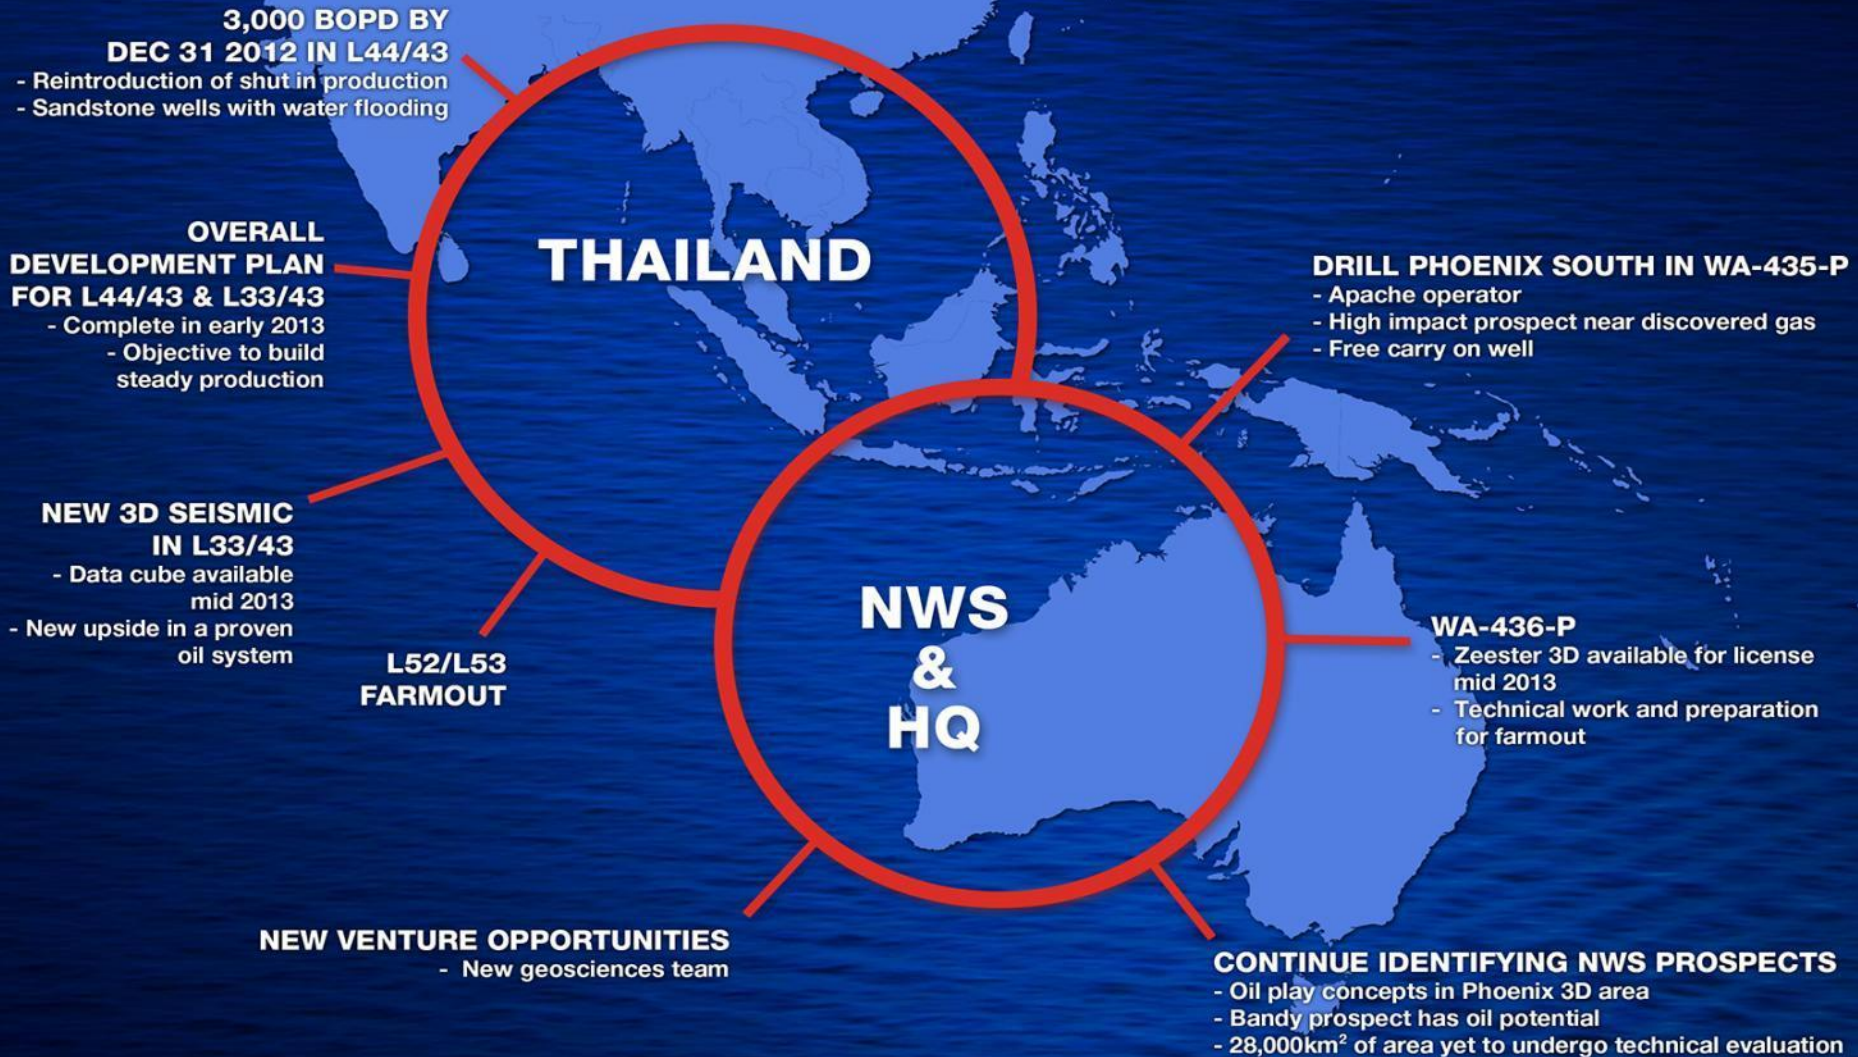 3,000 BOPD BY
DEC 31 2012 IN L44/43
- Reintroduction of shut in production
- Sandstone wells with water flooding
OVERALL
DEVELOPMENT PLAN
FOR L44/43 & L33/43
- Complete in early 2013
- Objective to build
steady production
NEW 3D SEISMIC
IN L33/43
- Data cube available
mid 2013
- New upside in a proven
oil system
L52/L53
FARMOUT
THAILAND
NWS
&
HQ
DRILL PHOENIX SOUTH IN WA-435-P
- Apache operator
- High impact prospect near discovered gas
- Free carry on well
WA-436-P
- Zeester 3D available for license
mid 2013
- Technical work and preparation
for farmout
NEW VENTURE OPPORTUNITIES
- New geosciences team
CONTINUE IDENTIFYING NWS PROSPECTS
- Oil play concepts in Phoenix 3D area
- Bandy prospect has oil potential
- 28,000km² of area yet to undergo technical evaluation